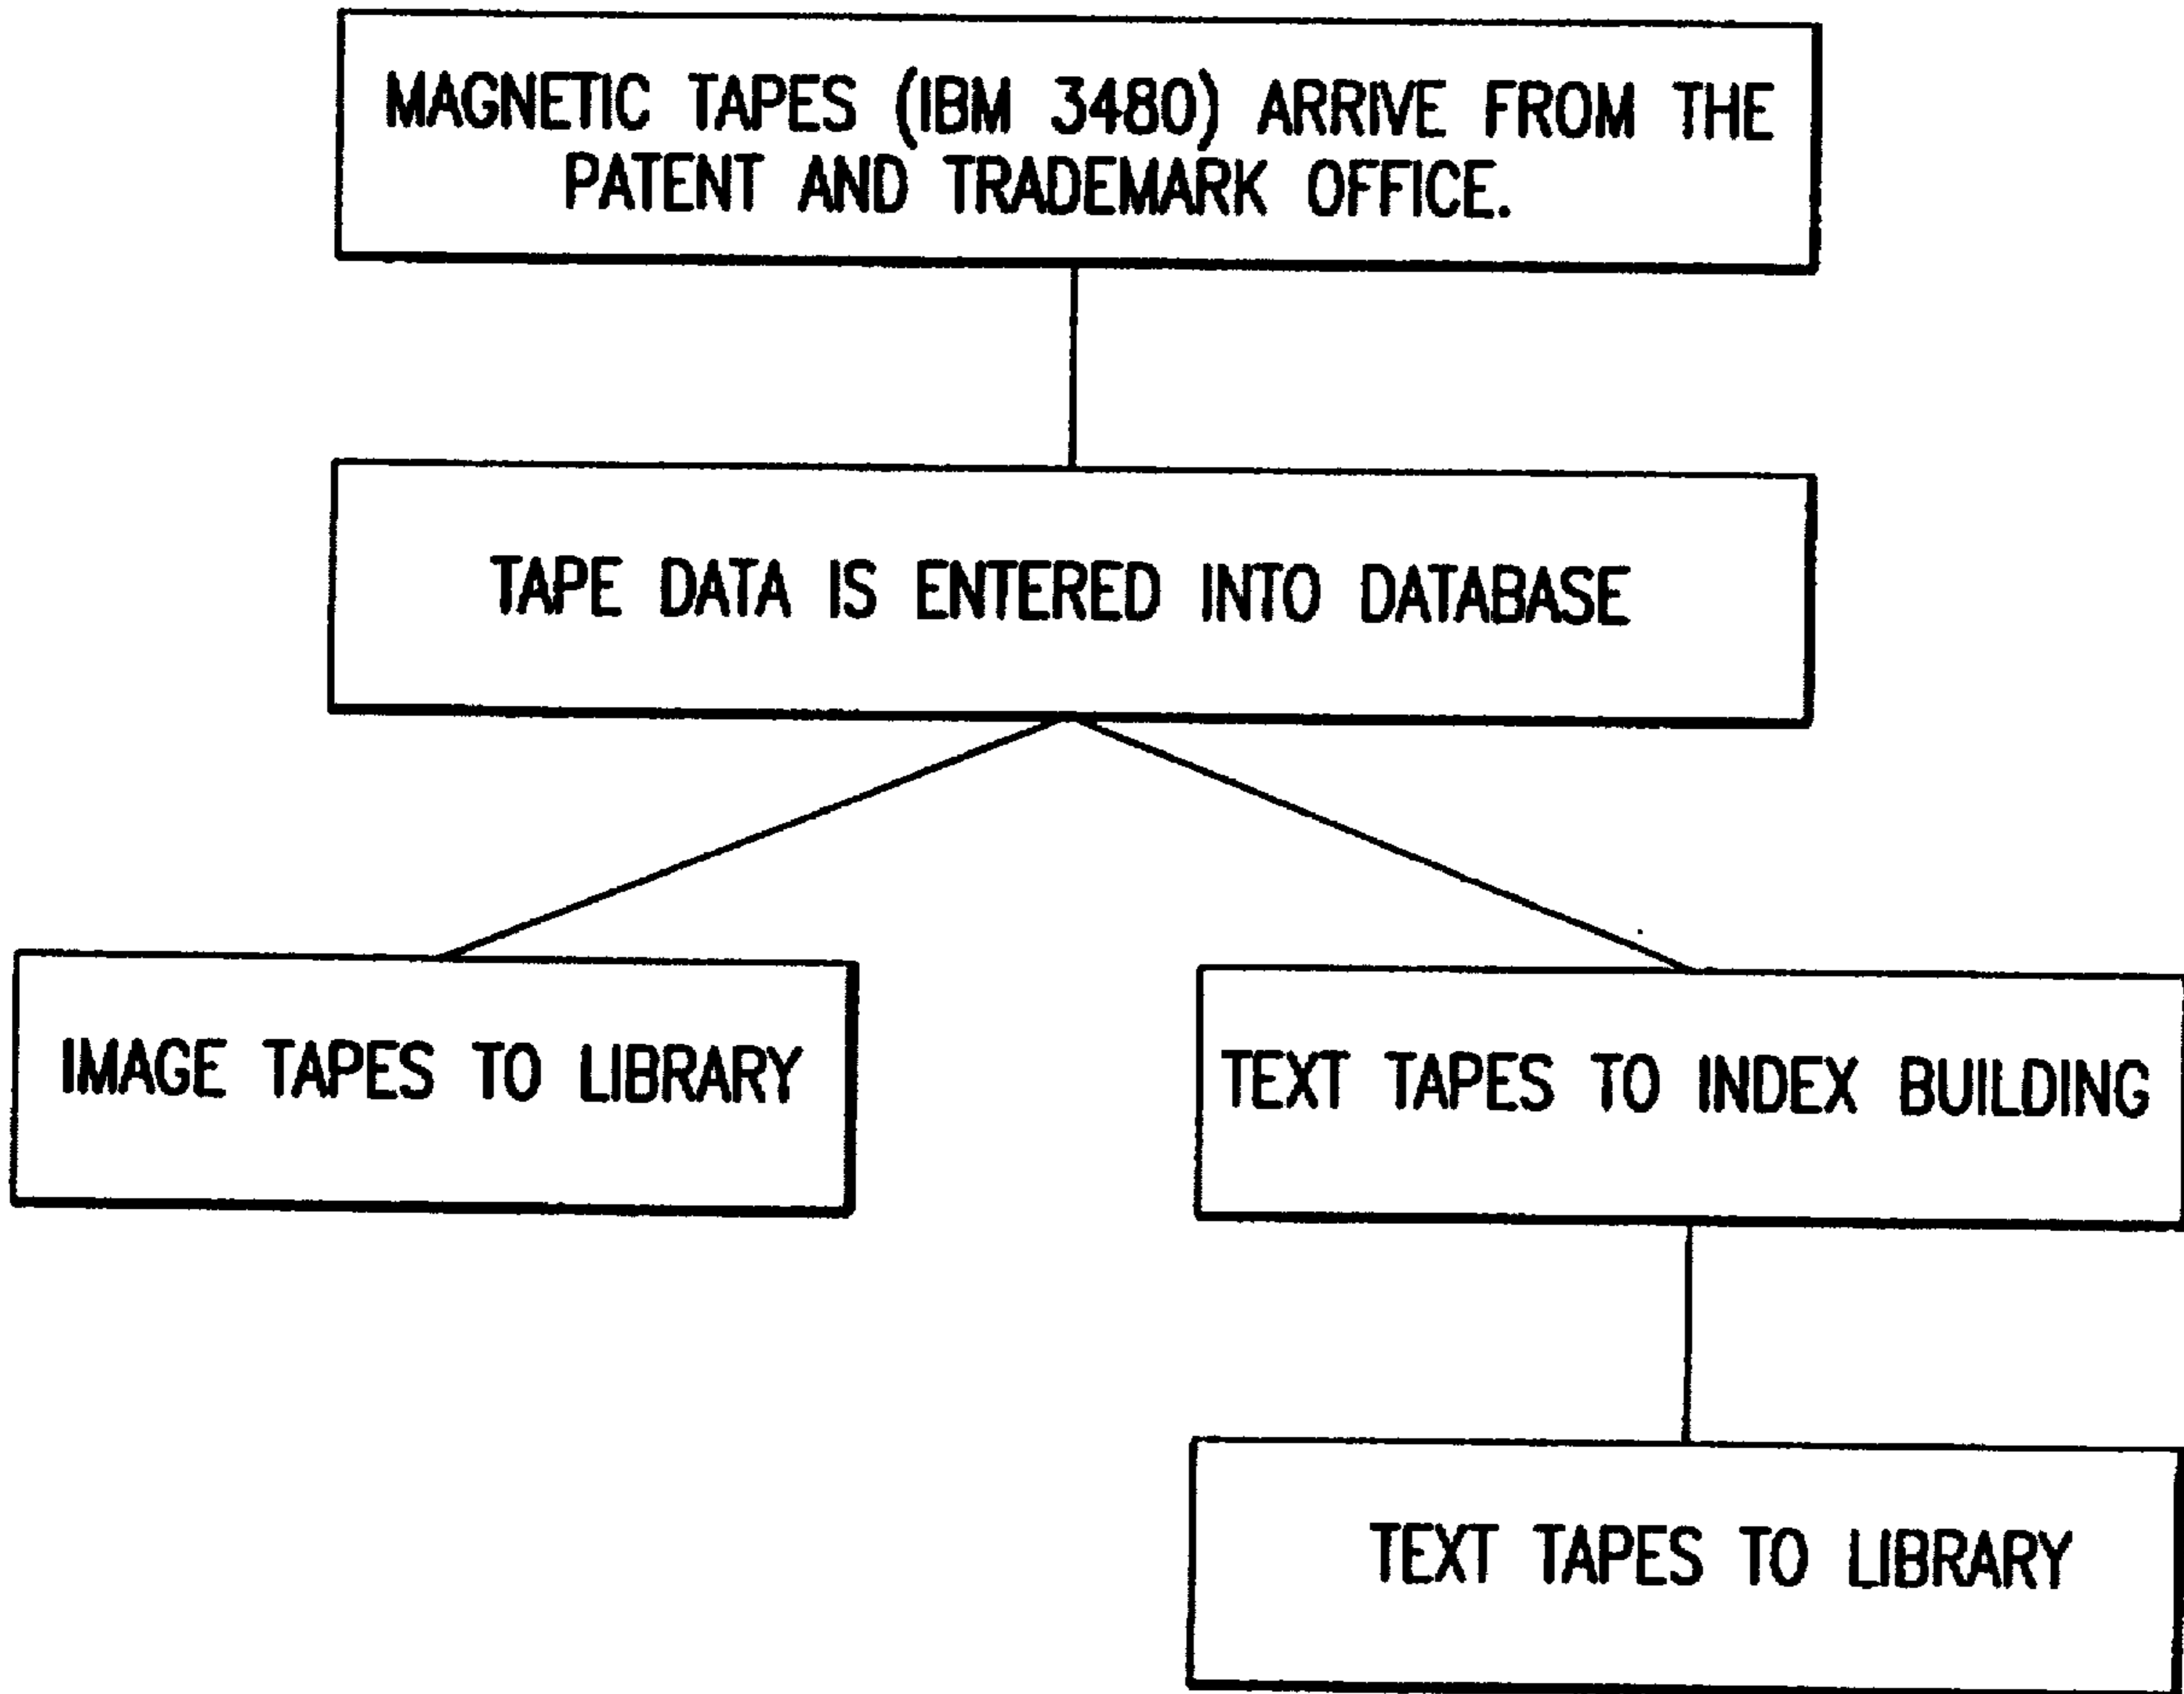 MAGNETIC TAPES (IBM 3480) ARRIVE FROM THE
PATENT AND TRADEMARK OFFICE.
TAPE DATA IS ENTERED INTO DATABASE
IMAGE TAPES TO LIBRARY
TEXT TAPES TO INDEX BUILDING
TEXT TAPES TO LIBRARY